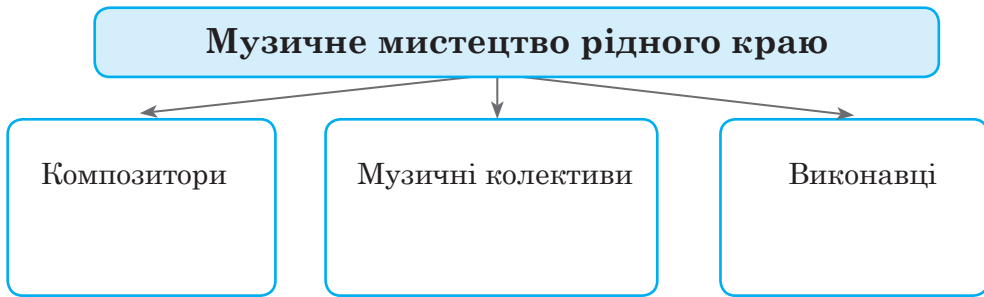 Музичне мистецтво рідного краю
Композитори
Музичні колективи
Виконавці